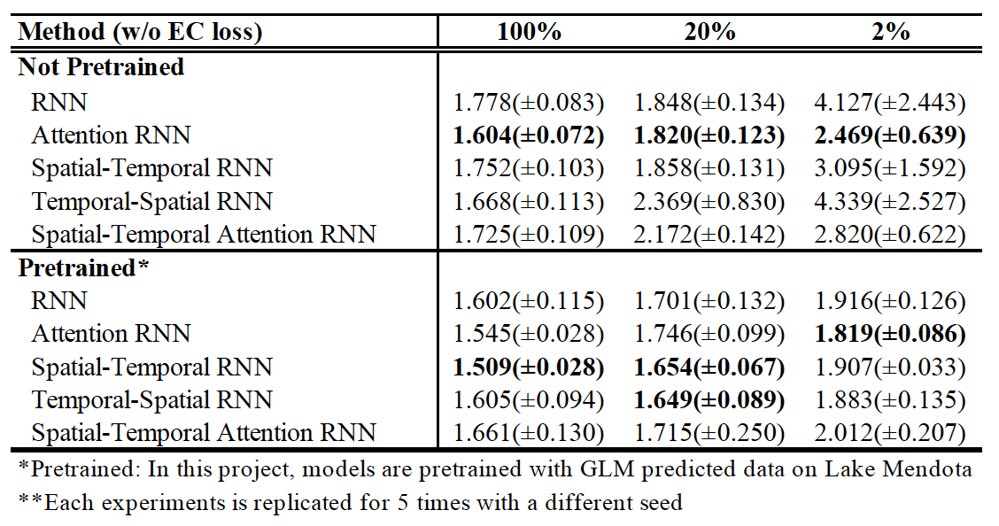 Method (w/o EC loss) 100% 20% 2%
Not Pretrained
RNN 1.778(±0.083) 1.848(±0.134) 4.127(±2.443)
Attention RNN 1.604(±0.072) 1.820(±0.123) 2.469(±0.639)
Spatial-Temporal RNN 1.752(±0.103) 1.858(±0.131) 3.095(±1.592)
Temporal-Spatial RNN 1.668(±0.113) 2.369(±0.830) 4.339(±2.527)
Spatial-Temporal Attention RNN 1.725(±0.109) 2.172(±0.142) 2.820(±0.622)
Pretrained*
RNN 1.602(±0.115) 1.701(±0.132) 1.916(±0.126)
Attention RNN 1.545(±0.028) 1.746(±0.099) 1.819(±0.086)
Spatial-Temporal RNN 1.509(±0.028) 1.654(±0.067) 1.907(±0.033)
Temporal-Spatial RNN 1.605(±0.094) 1.649(±0.089) 1.883(±0.135)
Spatial-Temporal Attention RNN 1.661(±0.130) 1.715(±0.250) 2.012(±0.207)
*Pretrained: In this project, models are pretrained with GLM predicted data on Lake Mendota
**Each experiments is replicated for 5 times with a different seed